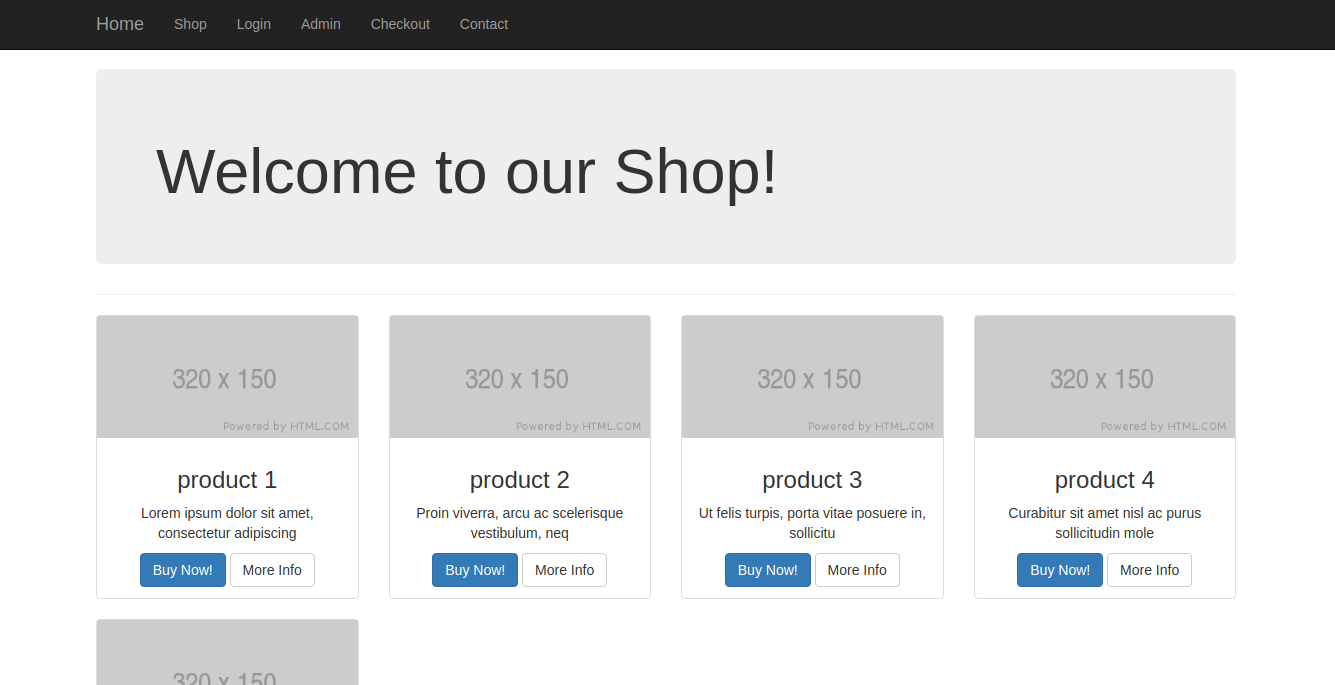 Home Shop Login Admin Checkout Contact
Welcome to our Shop!
320 x 150
Powered by HTML.COM
product 1
Lorem ipsum dolor sit amet,
consectetur adipiscing
Buy Now! More Info
320 x 150
Powered by HTML.COM
product 2
Proin viverra, arcu ac scelerisque
vestibulum, neq
Buy Now! More Info
320 x 150
Powered by HTML.COM
product 3
Ut felis turpis, porta vitae posuere in,
sollicitu
Buy Now! More Info
320 x 150
Powered by HTML.COM
product 4
Curabitur sit amet nisl ac purus
sollicitudin mole
Buy Now! More Info
320 x 150